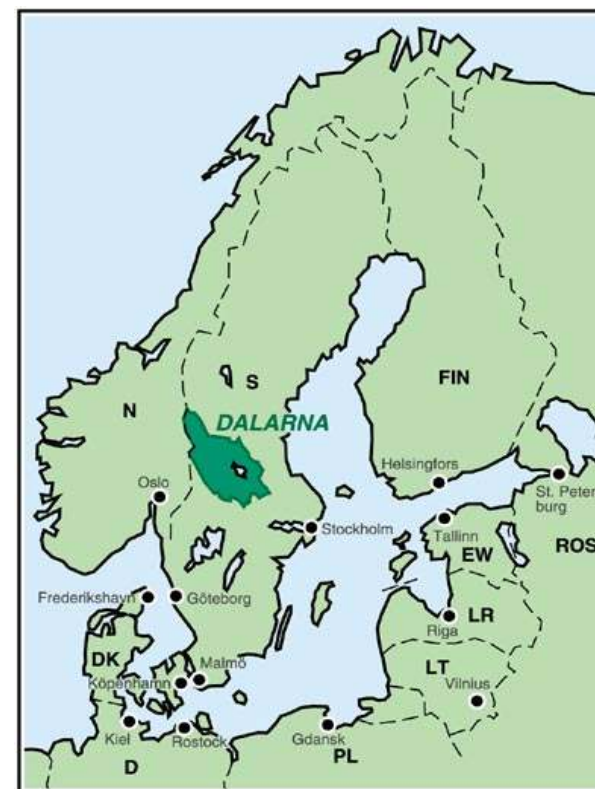 FIN
S
N
DALARNA
Helsingfors
Oslo
St. Peter
burg
Stockholm
Tallinn
ROS
EW
Frederikshavn
Göteborg
LR
Riga
DK
LT
Malmö
Köpenhamn
Vilnius
Kiel
Rostock
Gdansk
PL
D